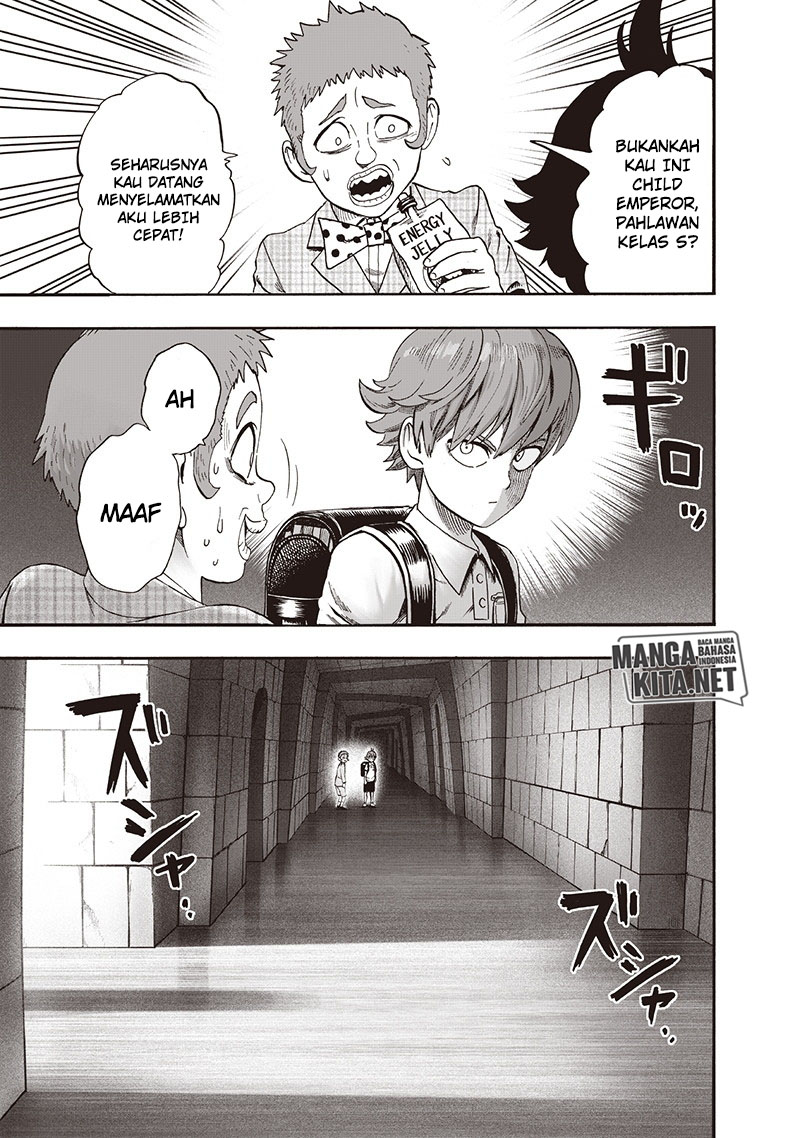 BUKANKAH
KAU INI
CHILD
EMPEROR,
PAHLAWAN
KELAS S?
SEHARUSNYA
KAU DATANG
MENYELAMATKAN
AKU LEBIH
CEPAT!
ENERGY
JELLY
ギロッ
AH
MAAF
MANGA
KITA.NET
BACA MANGA
BAHASA
INDONESIA
ズシャ…
ズシャ…